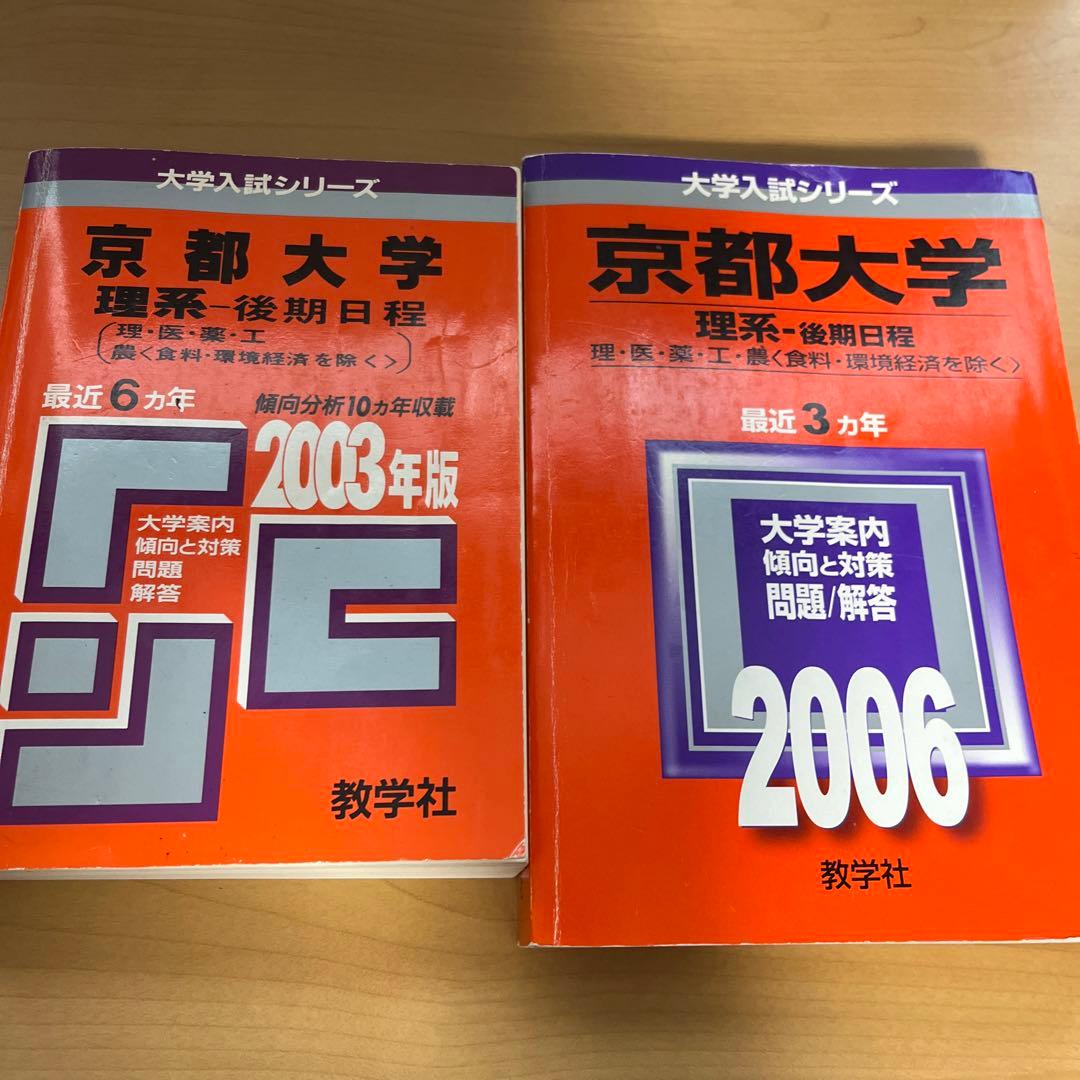 大学入試シリーズ
京都大学
理系-後期日程
(理・医・薬・工
農〈食料・環境経済を除く〉)
最近6ヵ年
傾向分析10ヵ年収載
2003年版
大学案内
傾向と対策
問題
解答
教学社
大学入試シリーズ
京都大学
理系-後期日程
理・医・薬・工・農〈食料・環境経済を除く〉
最近3ヵ年
大学案内
傾向と対策
問題/解答
2006
教学社